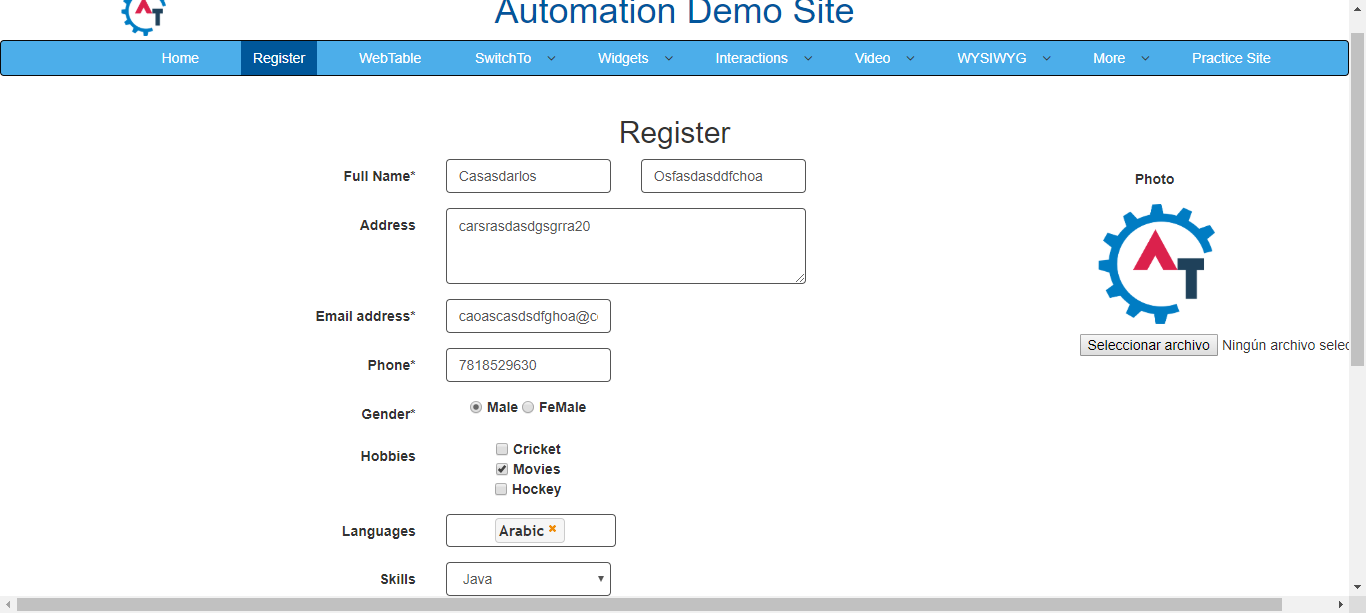 Automation Demo Site
Home Register WebTable SwitchTo Widgets Interactions Video WYSIWYG More Practice Site
Register
Full Name* Casasdarlos Osfasdasddfchoa
Photo
Address carsrasdasdgsgrra20
AT
Email address* caoascasdsdfghoa@c
Seleccionar archivo Ningún archivo selec
Phone* 7818529630
Gender* Male FeMale
Hobbies Cricket
Movies
Hockey
Languages Arabic
Skills Java